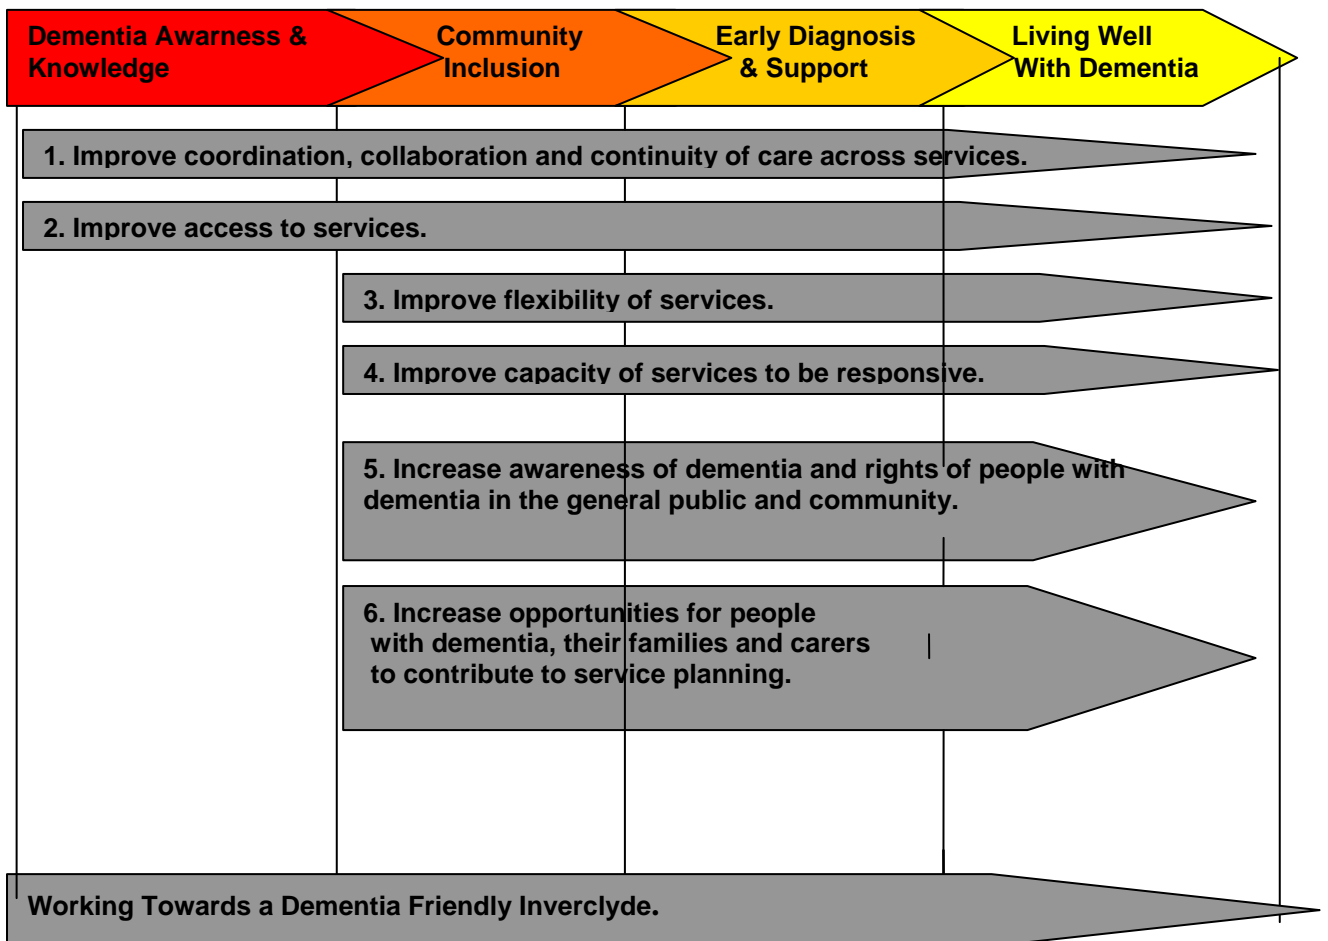 Dementia Awarness &
Knowledge
Community
Inclusion
Early Diagnosis
& Support
Living Well
With Dementia
1. Improve coordination, collaboration and continuity of care across services.
2. Improve access to services.
3. Improve flexibility of services.
4. Improve capacity of services to be responsive.
5. Increase awareness of dementia and rights of people with
dementia in the general public and community.
6. Increase opportunities for people
with dementia, their families and carers
to contribute to service planning.
Working Towards a Dementia Friendly Inverclyde.